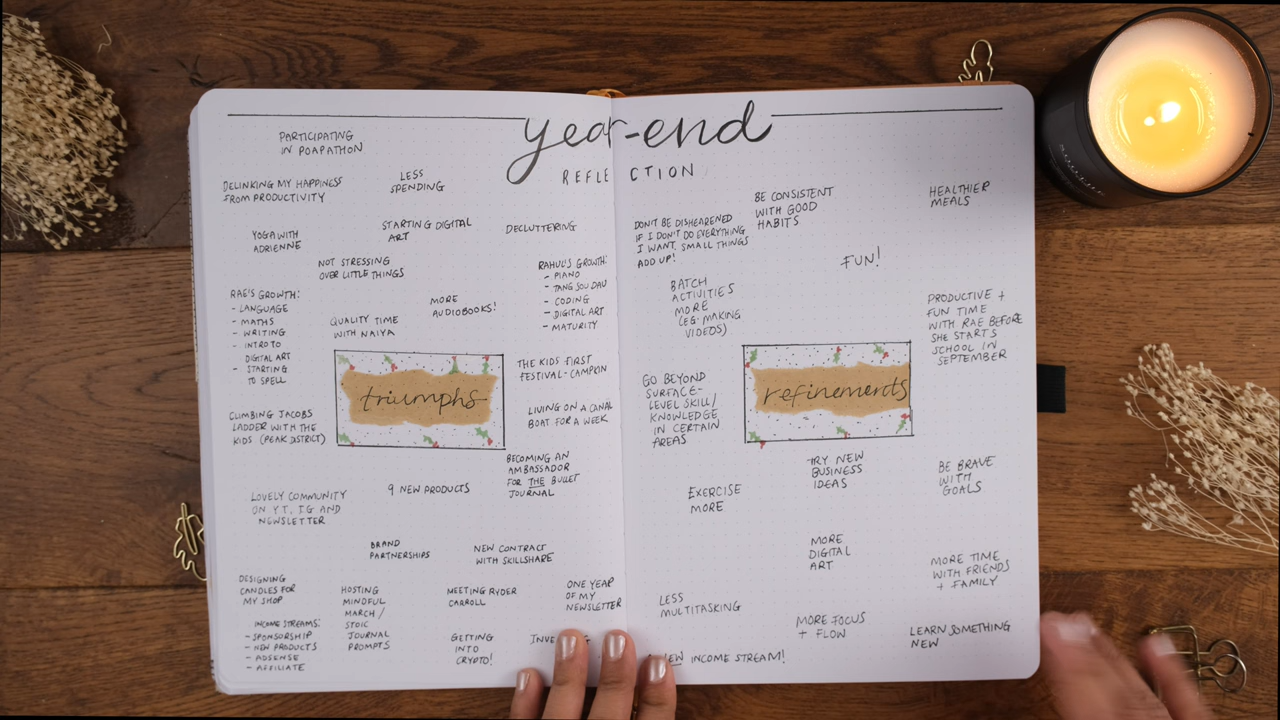 year-end
REFLECTION
PARTICIPATING
IN POAPATHON
DELINKING MY HAPPINESS
FROM PRODUCTIVITY
LESS
SPENDING
YOGA WITH
ADRIENNE
STARTING DIGITAL
ART
DECLUTTERING
NOT STRESSING
OVER LITTLE THINGS
RAHUL'S GROWTH:
- PIANO
- TANG SOU DAU
- CODING
- DIGITAL ART
- MATURITY
RAE'S GROWTH:
- LANGUAGE
- MATHS
- WRITING
- INTRO TO
DIGITAL ART
- STARTING
TO SPELL
MORE
AUDIOBOOKS!
QUALITY TIME
WITH NAIYA
triumphs
THE KIDS FIRST
FESTIVAL - CAMPKIN
LIVING ON A CANAL
BOAT FOR A WEEK
CLIMBING JACOBS
LADDER WITH THE
KIDS (PEAK DISTRICT)
BECOMING AN
AMBASSADOR
FOR THE BULLET
JOURNAL
LOVELY COMMUNITY
ON YT, IG AND
NEWSLETTER
9 NEW PRODUCTS
BRAND
PARTNERSHIPS
NEW CONTRACT
WITH SKILLSHARE
DESIGNING
CANDLES FOR
MY SHOP
HOSTING
MINDFUL
MARCH /
STOIC
JOURNAL
PROMPTS
MEETING RYDER
CARROLL
ONE YEAR
OF MY
NEWSLETTER
INCOME STREAMS:
- SPONSORSHIP
- NEW PRODUCTS
- ADSENSE
- AFFILIATE
GETTING
INTO
CRYPTO!
DON'T BE DISHEARENED
IF I DON'T DO EVERYTHING
I WANT. SMALL THINGS
ADD UP!
BE CONSISTENT
WITH GOOD
HABITS
HEALTHIER
MEALS
FUN!
BATCH
ACTIVITIES
MORE
(EG. MAKING
VIDEOS)
PRODUCTIVE +
FUN TIME
WITH RAE BEFORE
SHE STARTS
SCHOOL IN
SEPTEMBER
refinements
GO BEYOND
SURFACE-
LEVEL SKILL/
KNOWLEDGE
IN CERTAIN
AREAS
TRY NEW
BUSINESS
IDEAS
BE BRAVE
WITH
GOALS
EXERCISE
MORE
MORE
DIGITAL
ART
MORE TIME
WITH FRIENDS
+ FAMILY
LESS
MULTITASKING
MORE FOCUS
+ FLOW
LEARN SOMETHING
NEW
INCOME STREAM!